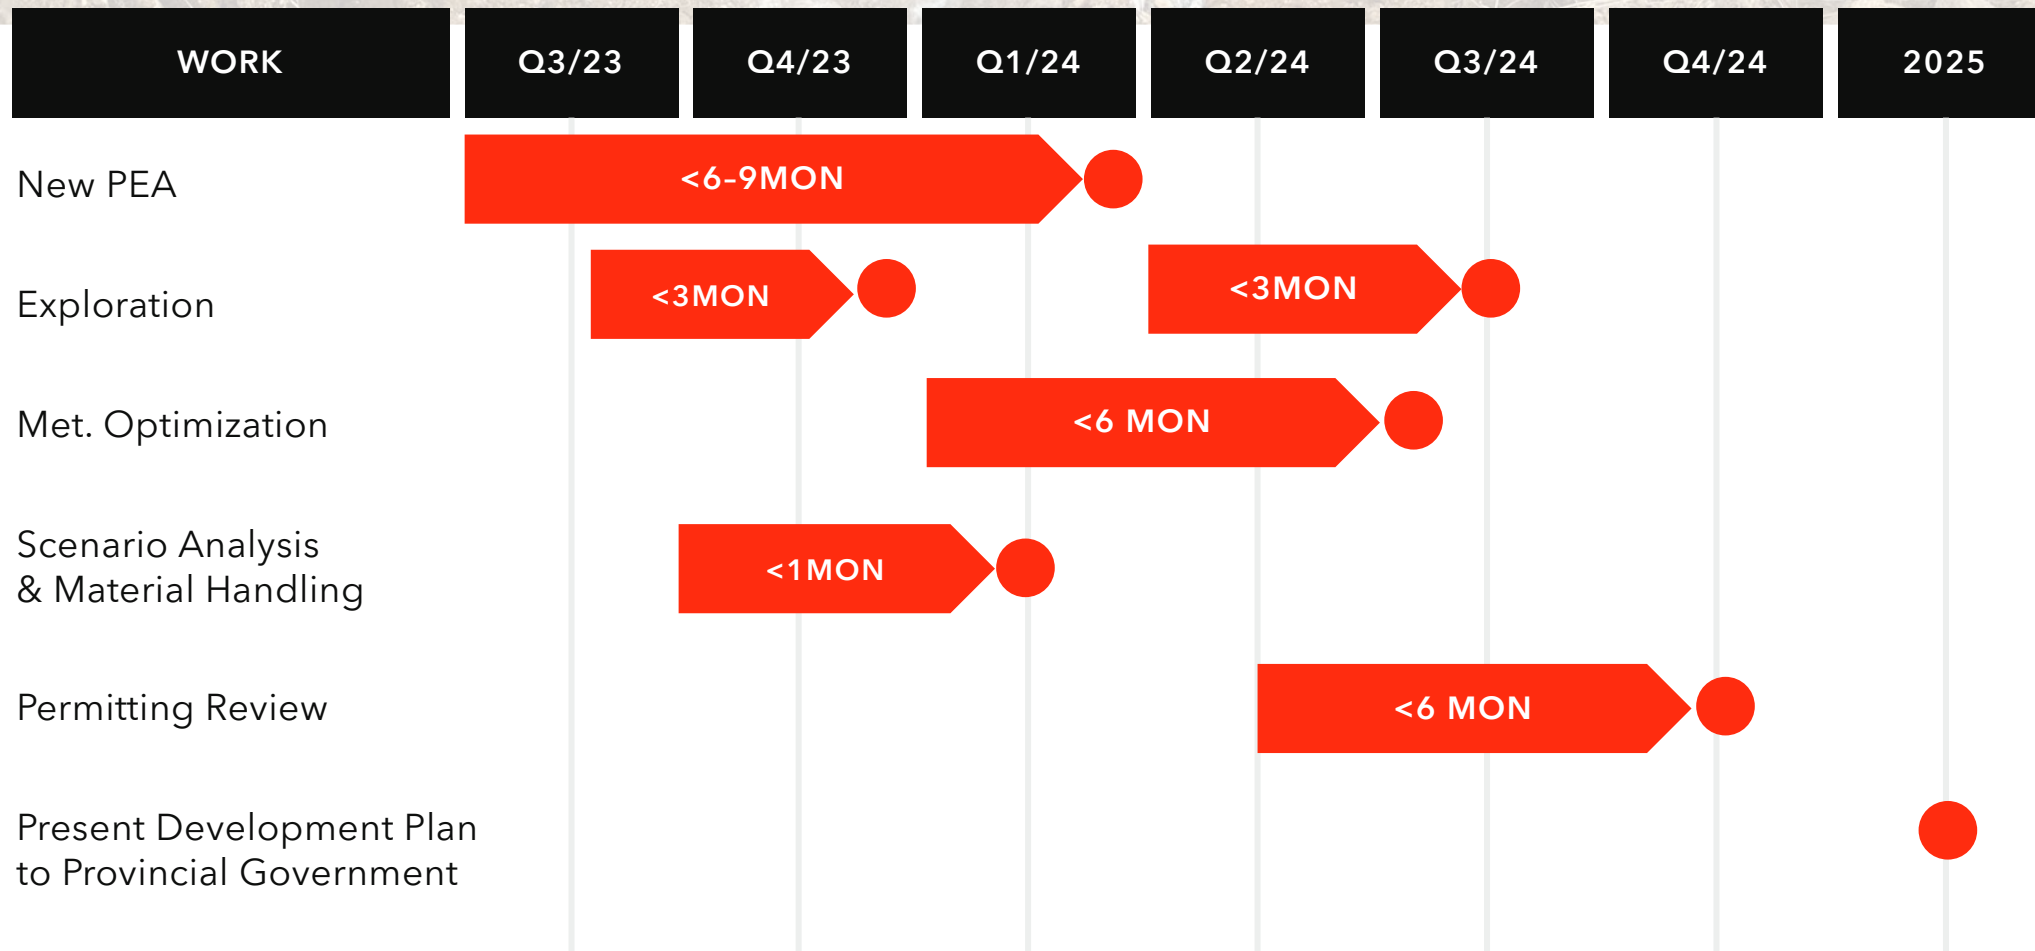 WORK Q3/23 Q4/23 Q1/24 Q2/24 Q3/24 Q4/24 2025
New PEA <6–9MON
Exploration <3MON <3MON
Met. Optimization <6 MON
Scenario Analysis
& Material Handling <1MON
Permitting Review <6 MON
Present Development Plan
to Provincial Government